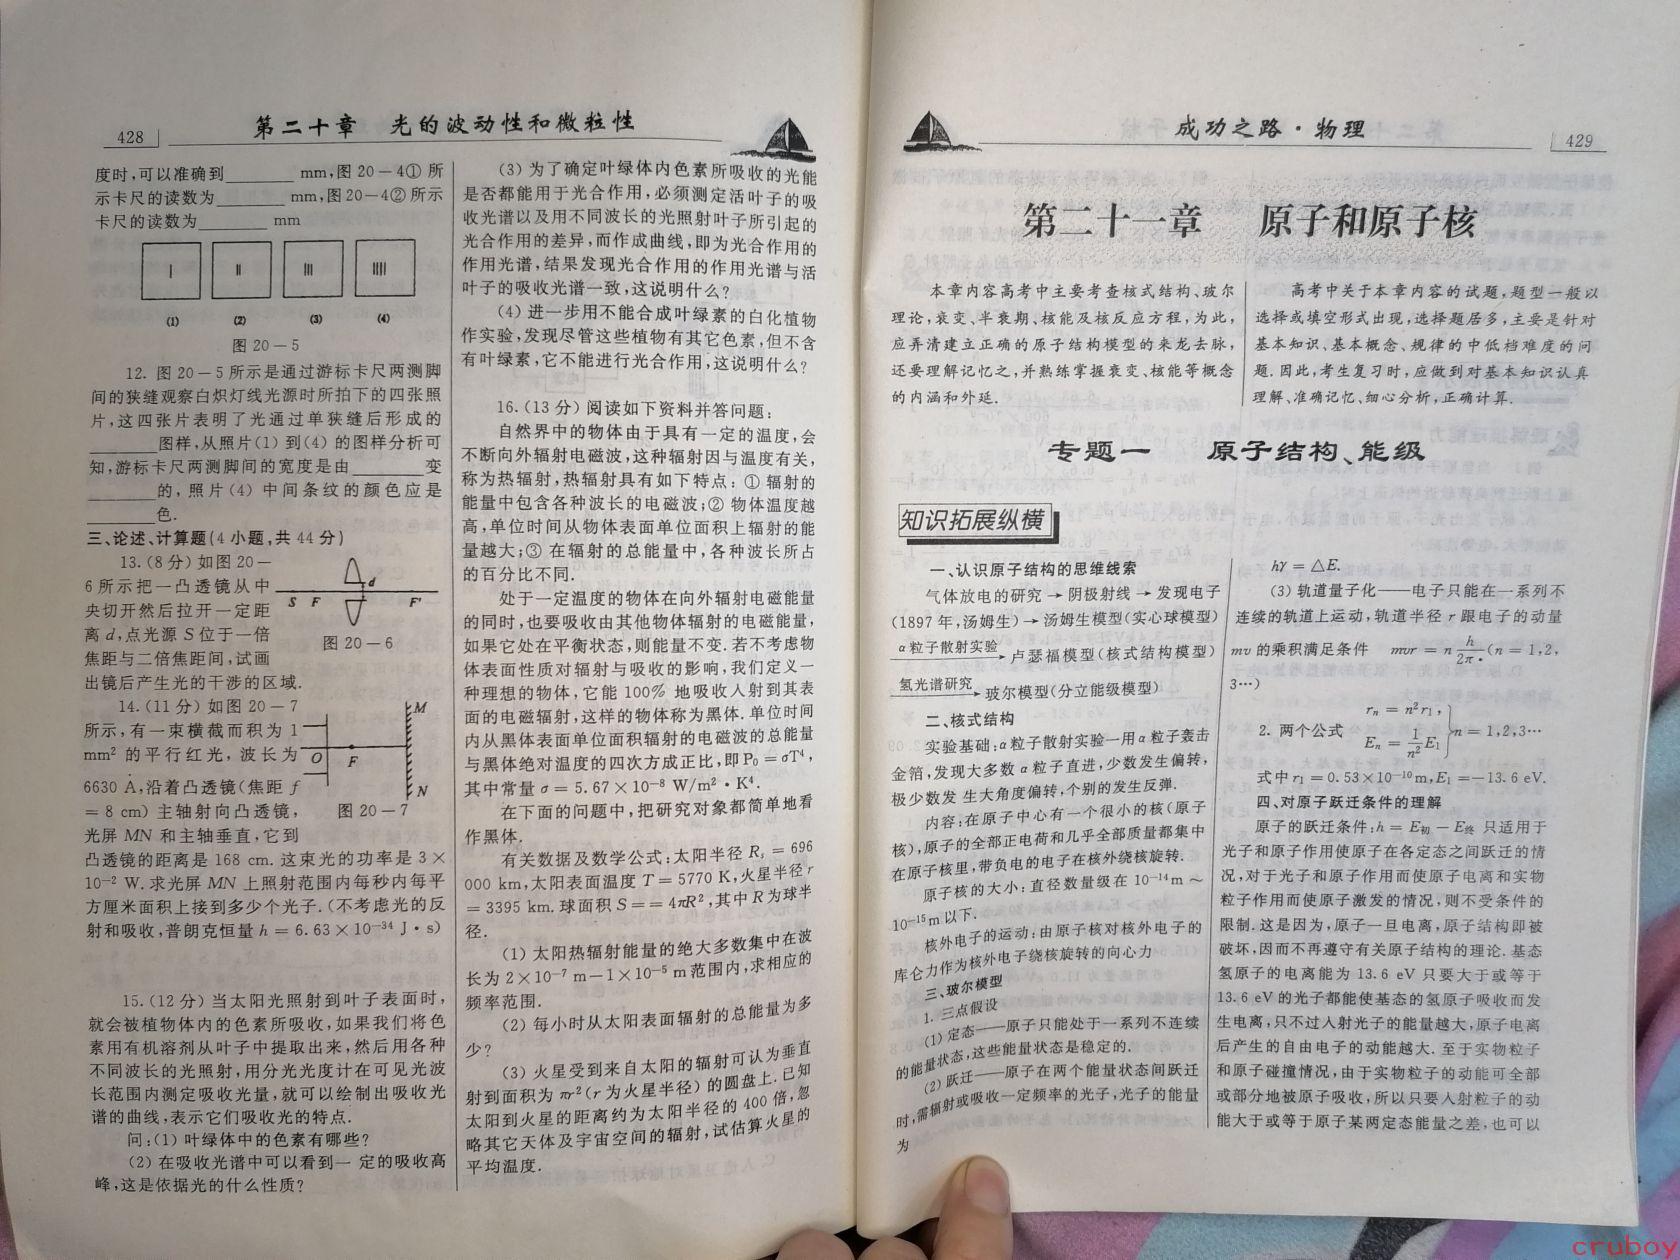 428
第二十章 光的波动性和微粒性
度时,可以准确到________ mm,图 20-4① 所
示卡尺的读数为________ mm,图 20-4② 所示
卡尺的读数为________ mm
(1) (2) (3) (4)
图 20-5
12. 图 20-5 所示是通过游标卡尺两测脚
间的狭缝观察白炽灯线光源时所拍下的四张照
片,这四张片表明了光通过单狭缝后形成的
________图样,从照片(1)到(4)的图样分析可
知,游标卡尺两测脚间的宽度是由________变
________的,照片(4)中间条纹的颜色应是
________色.
三、论述、计算题(4 小题,共 44 分)
13.(8 分)如图 20-
6 所示把一凸透镜从中
央切开然后拉开一定距
离 d,点光源 S 位于一倍
焦距与二倍焦距间,试画
出镜后产生光的干涉的区域.
d
S F F′
图 20-6
14.(11 分)如图 20-7
所示,有一束横截而积为 1
mm² 的平行红光,波长为
6630 Å,沿着凸透镜(焦距 f
= 8 cm)主轴射向凸透镜,
光屏 MN 和主轴垂直,它到
M
O F
N
图 20-7
凸透镜的距离是 168 cm. 这束光的功率是 3×
10⁻² W.求光屏 MN 上照射范围内每秒内每平
方厘米面积上接到多少个光子.(不考虑光的反
射和吸收,普朗克恒量 h = 6.63×10⁻³⁴ J·s)
15.(12 分)当太阳光照射到叶子表面时,
就会被植物体内的色素所吸收,如果我们将色
素用有机溶剂从叶子中提取出来,然后用各种
不同波长的光照射,用分光光度计在可见光波
长范围内测定吸收光量,就可以绘制出吸收光
谱的曲线,表示它们吸收光的特点.
问:(1)叶绿体中的色素有哪些?
(2)在吸收光谱中可以看到一 定的吸收高
峰,这是依据光的什么性质?
(3)为了确定叶绿体内色素所吸收的光能
是否都能用于光合作用,必须测定活叶子的吸
收光谱以及用不同波长的光照射叶子所引起的
光合作用的差异,而作成曲线,即为光合作用的
作用光谱,结果发现光合作用的作用光谱与活
叶子的吸收光谱一致,这说明什么?
(4)进一步用不能合成叶绿素的白化植物
作实验,发现尽管这些植物有其它色素,但不含
有叶绿素,它不能进行光合作用,这说明什么?
16.(13 分)阅读如下资料并答问题:
自然界中的物体由于具有一定的温度,会
不断向外辐射电磁波,这种辐射因与温度有关,
称为热辐射,热辐射具有如下特点:① 辐射的
能量中包含各种波长的电磁波;② 物体温度越
高,单位时间从物体表面单位面积上辐射的能
量越大;③ 在辐射的总能量中,各种波长所占
的百分比不同.
处于一定温度的物体在向外辐射电磁能量
的同时,也要吸收由其他物体辐射的电磁能量,
如果它处在平衡状态,则能量不变.若不考虑物
体表面性质对辐射与吸收的影响,我们定义一
种理想的物体,它能 100% 地吸收入射到其表
面的电磁辐射,这样的物体称为黑体.单位时间
内从黑体表面单位面积辐射的电磁波的总能量
与黑体绝对温度的四次方成正比,即 P₀ = σT⁴,
其中常量 σ = 5.67×10⁻⁸ W/m²·K⁴.
在下面的问题中,把研究对象都简单地看
作黑体.
有关数据及数学公式:太阳半径 Rₛ = 696
000 km,太阳表面温度 T = 5770 K,火星半径 r
= 3395 km.球面积 S == 4πR²,其中 R 为球半
径.
(1)太阳热辐射能量的绝大多数集中在波
长为 2×10⁻⁷ m—1×10⁻⁵ m 范围内,求相应的
频率范围.
(2)每小时从太阳表面辐射的总能量为多
少?
(3)火星受到来自太阳的辐射可认为垂直
射到面积为 πr²(r 为火星半径)的圆盘上.已知
太阳到火星的距离约为太阳半径的 400 倍,忽
略其它天体及宇宙空间的辐射,试估算火星的
平均温度.
成功之路·物理
429
第二十一章 原子和原子核
本章内容高考中主要考查核式结构、玻尔
理论,衰变、半衰期、核能及核反应方程,为此,
应弄清建立正确的原子结构模型的来龙去脉,
还要理解记忆之,并熟练掌握衰变、核能等概念
的内涵和外延.
高考中关于本章内容的试题,题型一般以
选择或填空形式出现,选择题居多,主要是针对
基本知识、基本概念、规律的中低档难度的问
题.因此,考生复习时,应做到对基本知识认真
理解、准确记忆、细心分析,正确计算.
专题一 原子结构、能级
知识拓展纵横
一、认识原子结构的思维线索
气体放电的研究 → 阴极射线 → 发现电子
(1897 年,汤姆生)→ 汤姆生模型(实心球模型)
α粒子散射实验→ 卢瑟福模型(核式结构模型)
氢光谱研究→ 玻尔模型(分立能级模型)
二、核式结构
实验基础:α粒子散射实验—用α粒子轰击
金箔,发现大多数α粒子直进,少数发生偏转,
极少数发 生大角度偏转,个别的发生反弹.
内容:在原子中心有一个很小的核(原子
核),原子的全部正电荷和几乎全部质量都集中
在原子核里,带负电的电子在核外绕核旋转.
原子核的大小:直径数量级在 10⁻¹⁴m ~
10⁻¹⁵m 以下.
核外电子的运动:由原子核对核外电子的
库仑力作为核外电子绕核旋转的向心力
三、玻尔模型
1. 三点假设
(1)定态——原子只能处于一系列不连续
的能量状态,这些能量状态是稳定的.
(2)跃迁——原子在两个能量状态间跃迁
时,需辐射或吸收一定频率的光子,光子的能量
为
hγ = △E.
(3)轨道量子化——电子只能在一系列不
连续的轨道上运动,轨道半径 r 跟电子的动量
mv 的乘积满足条件 mvr = n h/2π.(n = 1,2,
3…)
2. 两个公式 rₙ = n²r₁, Eₙ = 1/n² E₁ }n = 1,2,3…
式中 r₁ = 0.53×10⁻¹⁰m,E₁ =-13.6 eV.
四、对原子跃迁条件的理解
原子的跃迁条件:h = E初 - E终 只适用于
光子和原子作用使原子在各定态之间跃迁的情
况,对于光子和原子作用而使原子电离和实物
粒子作用而使原子激发的情况,则不受条件的
限制.这是因为,原子一旦电离,原子结构即被
破坏,因而不再遵守有关原子结构的理论.基态
氢原子的电离能为 13.6 eV 只要大于或等于
13.6 eV 的光子都能使基态的氢原子吸收而发
生电离,只不过入射光子的能量越大,原子电离
后产生的自由电子的动能越大.至于实物粒子
和原子碰撞情况,由于实物粒子的动能可全部
或部分地被原子吸收,所以只要入射粒子的动
能大于或等于原子某两定态能量之差,也可以
cruboy